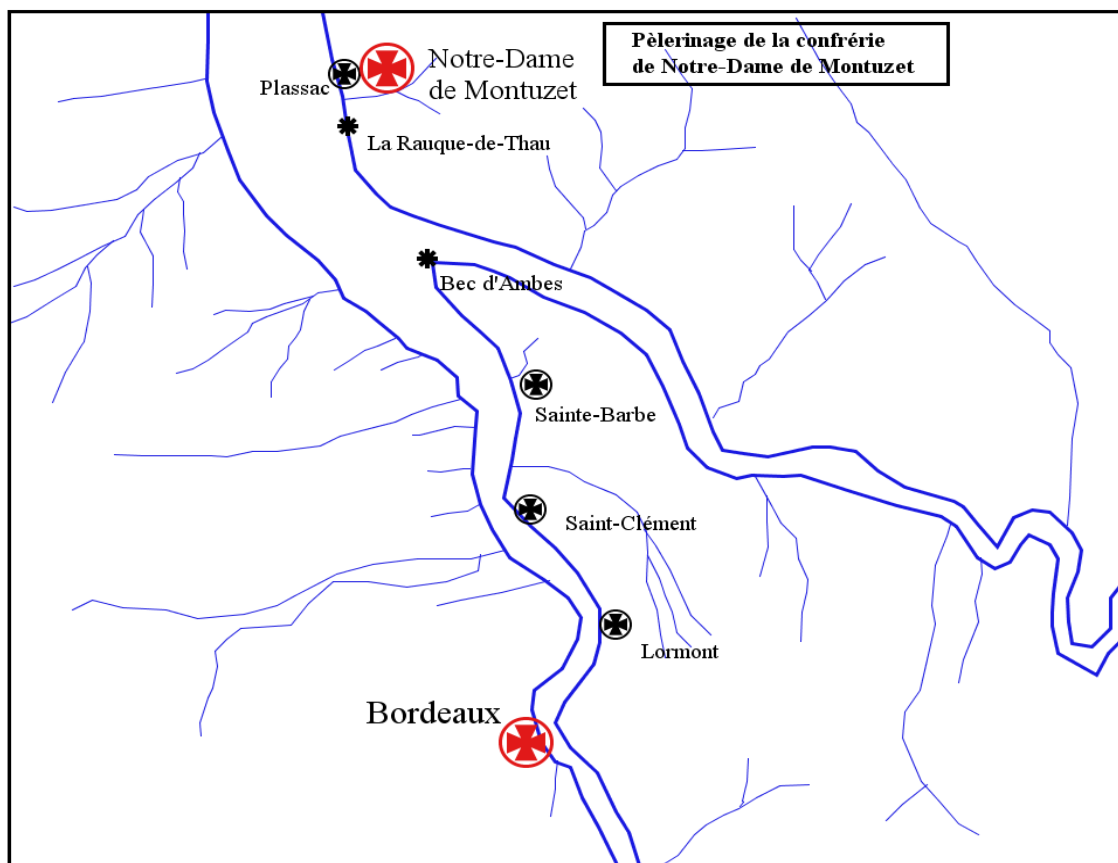 Pèlerinage de la confrérie
de Notre-Dame de Montuzet
Notre-Dame
de Montuzet
Plassac
La Rauque-de-Thau
Bec d'Ambes
Sainte-Barbe
Saint-Clément
Lormont
Bordeaux